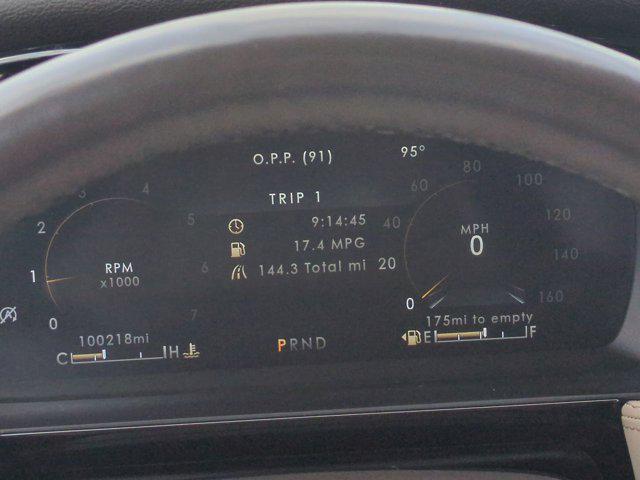 O.P.P. (91) 95°
TRIP 1
9:14:45
17.4 MPG
144.3 Total mi
0 1 2 3 4 5 6 7
RPM
x1000
0 20 40 60 80 100 120 140 160
MPH
0
100218mi
C H
PRND
175mi to empty
E F